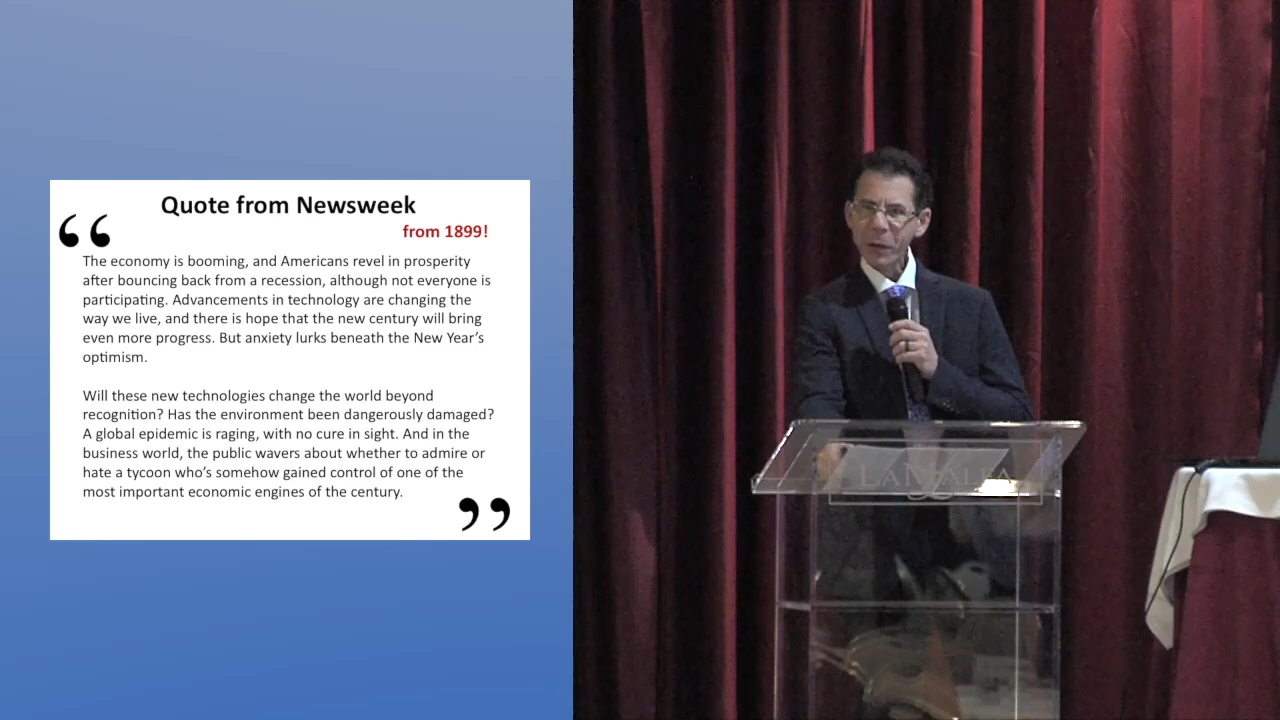 Quote from Newsweek
from 1899!
“
The economy is booming, and Americans revel in prosperity
after bouncing back from a recession, although not everyone is
participating. Advancements in technology are changing the
way we live, and there is hope that the new century will bring
even more progress. But anxiety lurks beneath the New Year’s
optimism.
Will these new technologies change the world beyond
recognition? Has the environment been dangerously damaged?
A global epidemic is raging, with no cure in sight. And in the
business world, the public wavers about whether to admire or
hate a tycoon who’s somehow gained control of one of the
most important economic engines of the century.
”